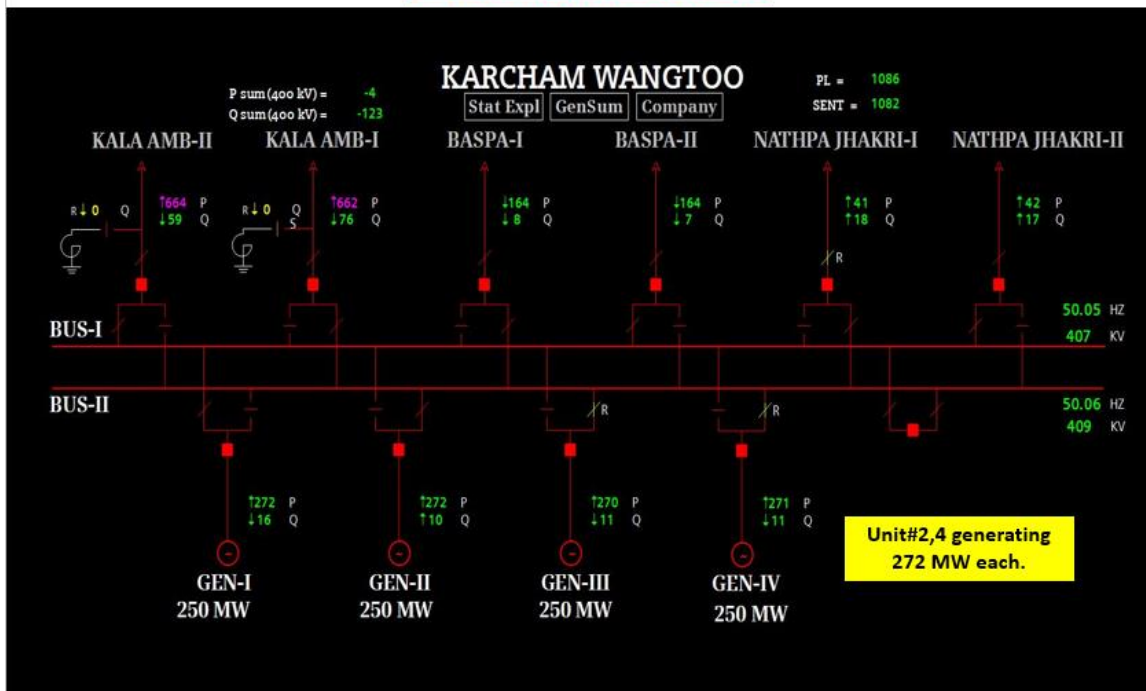 KARCHAM WANGTOO
P sum(400 kV) = -4
Q sum(400 kV) = -123
Stat Expl GenSum Company
PL = 1086
SENT = 1082
KALA AMB-II KALA AMB-I BASPA-I BASPA-II NATHPA JHAKRI-I NATHPA JHAKRI-II
R↓0 Q ↑664 P R↓0 Q ↑662 P ↓164 P ↓164 P ↑41 P ↑42 P
↓59 Q S ↓76 Q ↓8 Q ↓7 Q ↑18 Q ↑17 Q
R
50.05 HZ
BUS-I
407 KV
BUS-II
50.06 HZ
R R
409 KV
↑272 P ↑272 P ↑270 P ↑271 P
↓16 Q ↑10 Q ↓11 Q ↓11 Q
Unit#2,4 generating
272 MW each.
GEN-I GEN-II GEN-III GEN-IV
250 MW 250 MW 250 MW 250 MW